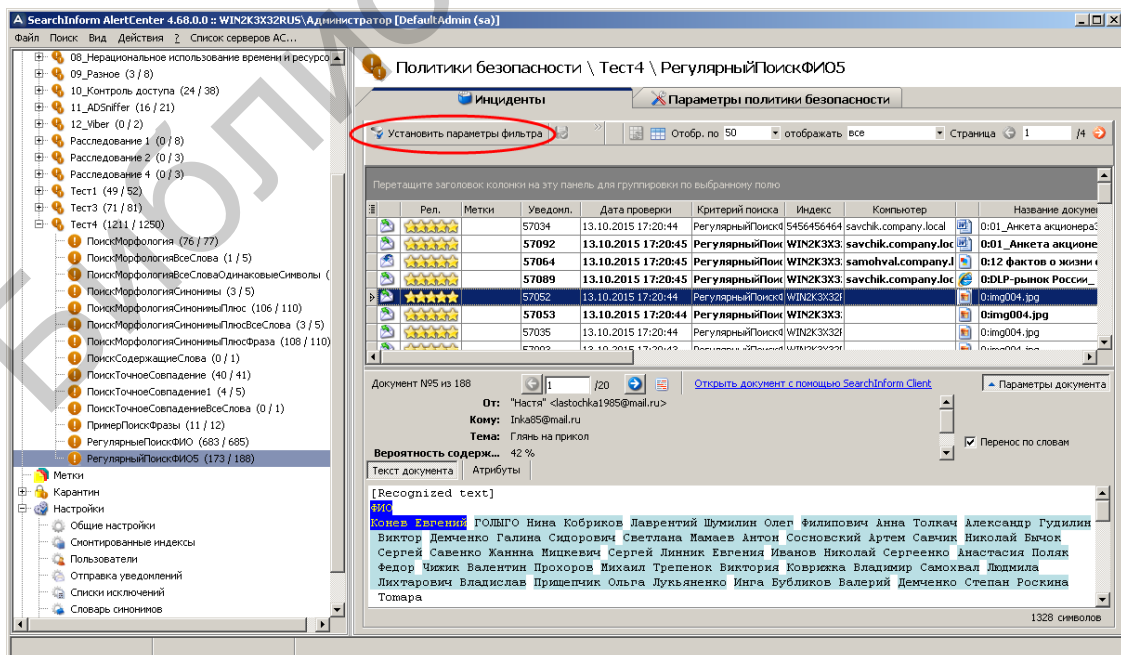 SearchInform AlertCenter 4.68.0.0 :: WIN2K3X32RUS\Администратор [DefaultAdmin (sa)]
Файл Поиск Вид Действия ? Список серверов АС...
08_Нерациональное использование времени и ресурсо
09_Разное (3 / 8)
10_Контроль доступа (24 / 38)
11_ADSniffer (16 / 21)
12_Viber (0 / 2)
Расследование 1 (0 / 8)
Расследование 2 (0 / 3)
Расследование 4 (0 / 3)
Тест1 (49 / 52)
Тест3 (71 / 81)
Тест4 (1211 / 1250)
ПоискМорфология (76 / 77)
ПоискМорфологияВсеСлова (1 / 5)
ПоискМорфологияВсеСловаОдинаковыеСимволы (
ПоискМорфологияСинонимы (3 / 5)
ПоискМорфологияСинонимыПлюс (106 / 110)
ПоискМорфологияСинонимыПлюсВсеСлова (3 / 5)
ПоискМорфологияСинонимыПлюсФраза (108 / 110)
ПоискСодержащиеСлова (0 / 1)
ПоискТочноеСовпадение (40 / 41)
ПоискТочноеСовпадение1 (4 / 5)
ПоискТочноеСовпадениеВсеСлова (0 / 1)
ПримерПоискФразы (11 / 12)
РегулярныеПоискФИО (683 / 685)
РегулярныйПоискФИО5 (173 / 188)
Метки
Карантин
Настройки
Общие настройки
Смонтированные индексы
Пользователи
Отправка уведомлений
Списки исключений
Словарь синонимов
Политики безопасности \ Тест4 \ РегулярныйПоискФИО5
Инциденты Параметры политики безопасности
Установить параметры фильтра » Отобр. по 50 отображать все Страница 1 /4
Перетащите заголовок колонки на эту панель для группировки по выбранному полю
Рел. Метки Уведомл. Дата проверки Критерий поиска Индекс Компьютер Название докуме
57034 13.10.2015 17:20:44 РегулярныйПоиск 5456456464 savchik.company.local 0:01_Анкета акционера
57092 13.10.2015 17:20:45 РегулярныйПоис WIN2K3X3 savchik.company.loc 0:01_Анкета акционе
57064 13.10.2015 17:20:45 РегулярныйПоис WIN2K3X3 samohval.company.l 0:12 фактов о жизни
57089 13.10.2015 17:20:45 РегулярныйПоис WIN2K3X3 savchik.company.loc 0:DLP-рынок России_
57052 13.10.2015 17:20:44 РегулярныйПоиск WIN2K3X32 0:img004.jpg
57053 13.10.2015 17:20:44 РегулярныйПоис WIN2K3X3 0:img004.jpg
57035 13.10.2015 17:20:44 РегулярныйПоиск WIN2K3X32 0:img004.jpg
Документ №5 из 188 1 /20 Открыть документ с помощью SearchInform Client Параметры документа
От: "Настя" <lastochka1985@mail.ru>
Кому: Inka85@mail.ru
Тема: Глянь на прикол
Перенос по словам
Вероятность содерж... 42 %
Текст документа Атрибуты
[Recognized text]
ФИО
Конев Евгений ГОЛЫГО Нина Кобриков Лаврентий Шумилин Олег Филипович Анна Толкач Александр Гудилин
Виктор Демченко Галина Сидорович Светлана Мамаев Антон Сосновский Артем Савчик Николай Бычок
Сергей Савенко Жаннна Мицкевич Сергей Линник Евгения Иванов Николай Сергеенко Анастасия Поляк
Федор Чижик Валентин Прохоров Михаил Трепенок Виктория Коврижка Владимир Самохвал Людмила
Лихтарович Владислав Прищепчик Ольга Лукьяненко Инга Бубликов Валерий Демченко Степан Роскина
Томара
1328 символов